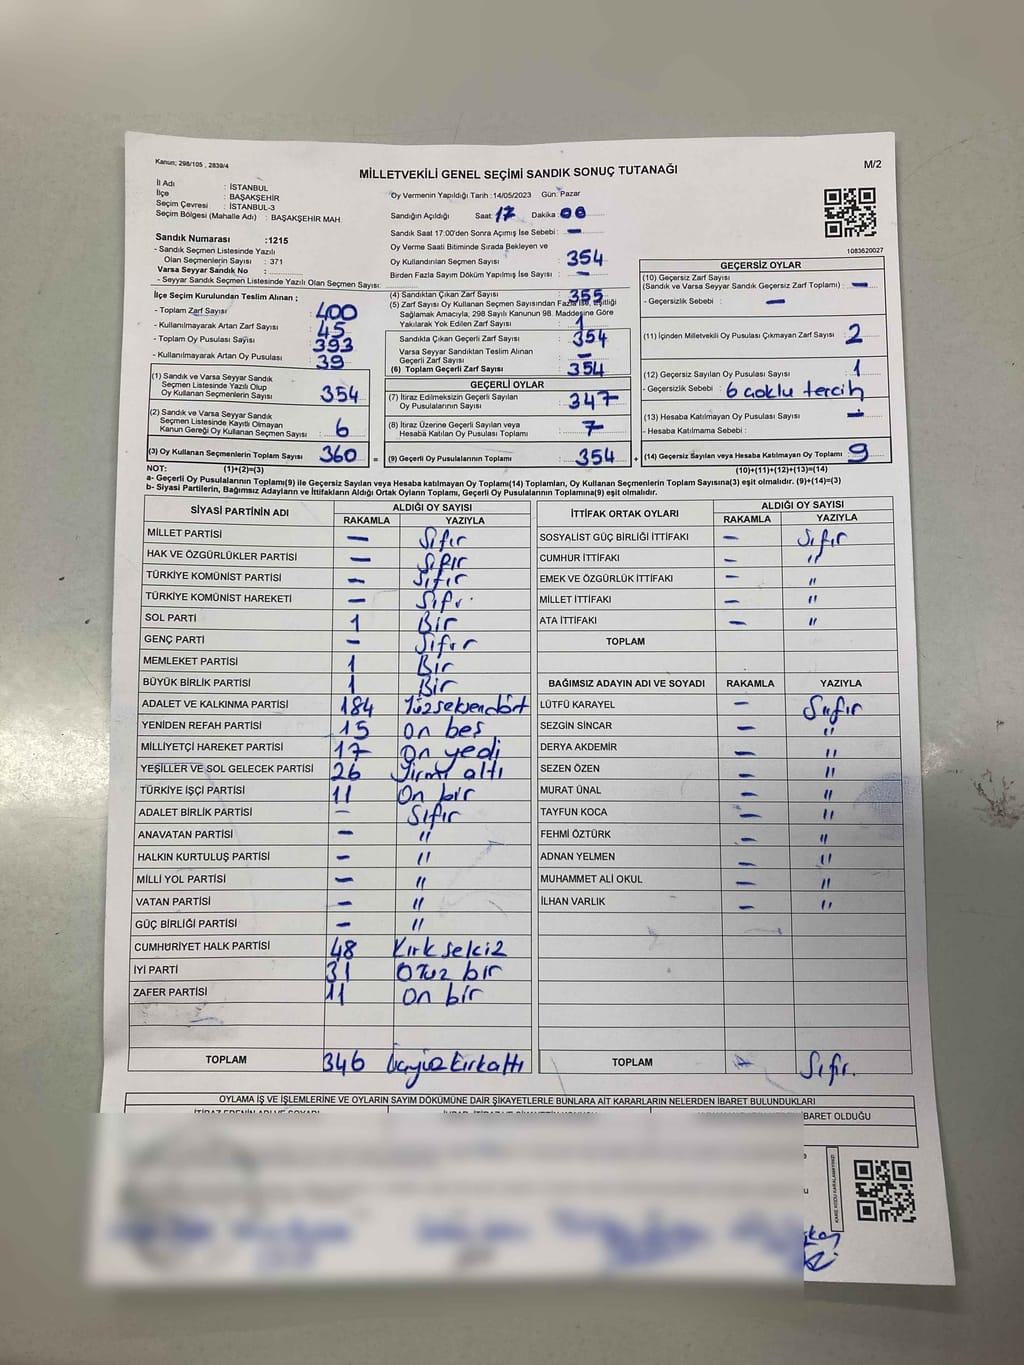 Kanun; 298/105 , 2839/4
MİLLETVEKİLİ GENEL SEÇİMİ SANDIK SONUÇ TUTANAĞI
M/2
İl Adı : İSTANBUL
İlçe : BAŞAKŞEHİR
Seçim Çevresi : İSTANBUL-3
Seçim Bölgesi (Mahalle Adı) : BAŞAKŞEHİR MAH.
Sandık Numarası :1215
- Sandık Seçmen Listesinde Yazılı
Olan Seçmenlerin Sayısı : 371
Varsa Seyyar Sandık No :
- Seyyar Sandık Seçmen Listesinde Yazılı Olan Seçmen Sayısı:
Oy Vermenin Yapıldığı Tarih :14/05/2023 Gün: Pazar
Sandığın Açıldığı Saat: 17 Dakika: 00
Sandık Saat 17:00'den Sonra Açımış İse Sebebi : —
Oy Verme Saati Bitiminde Sırada Bekleyen ve
Oy Kullandırılan Seçmen Sayısı : 354
Birden Fazla Sayım Döküm Yapılmış İse Sayısı : —
1083620027
İlçe Seçim Kurulundan Teslim Alınan ;
- Toplam Zarf Sayısı : 400
- Kullanılmayarak Artan Zarf Sayısı : 45
- Toplam Oy Pusulası Sayısı : 393
- Kullanılmayarak Artan Oy Pusulası : 39
(1) Sandık ve Varsa Seyyar Sandık
Seçmen Listesinde Yazılı Olup
Oy Kullanan Seçmenlerin Sayısı : 354
(2) Sandık ve Varsa Seyyar Sandık
Seçmen Listesinde Kayıtlı Olmayan
Kanun Gereği Oy Kullanan Seçmen Sayısı : 6
(3) Oy Kullanan Seçmenlerin Toplam Sayısı : 360 =
(4) Sandıktan Çıkan Zarf Sayısı : 355
(5) Zarf Sayısı Oy Kullanan Seçmen Sayısından Fazla ise, eşitliği
Sağlamak Amacıyla, 298 Sayılı Kanunun 98. Maddesine Göre
Yakılarak Yok Edilen Zarf Sayısı : 1
Sandıkta Çıkan Geçerli Zarf Sayısı : 354
Varsa Seyyar Sandıktan Teslim Alınan
Geçerli Zarf Sayısı : —
(6) Toplam Geçerli Zarf Sayısı : 354
GEÇERLİ OYLAR
(7) İtiraz Edilmeksizin Geçerli Sayılan
Oy Pusulalarının Sayısı : 347
(8) İtiraz Üzerine Geçerli Sayılan veya
Hesaba Katılan Oy Pusulası Toplamı : 7
(9) Geçerli Oy Pusulalarının Toplamı : 354 +
GEÇERSİZ OYLAR
(10) Geçersiz Zarf Sayısı
(Sandık ve Varsa Seyyar Sandık Geçersiz Zarf Toplamı) : —
- Geçersizlik Sebebi : —
(11) İçinden Milletvekili Oy Pusulası Çıkmayan Zarf Sayısı : 2
(12) Geçersiz Sayılan Oy Pusulası Sayısı : 1
- Geçersizlik Sebebi : 6 çoklu tercih
(13) Hesaba Katılmayan Oy Pusulası Sayısı : —
- Hesaba Katılmama Sebebi :
(14) Geçersiz Sayılan veya Hesaba Katılmayan Oy Toplamı : 9
NOT: (1)+(2)=(3) (10)+(11)+(12)+(13)=(14)
a- Geçerli Oy Pusulalarının Toplamı(9) ile Geçersiz Sayılan veya Hesaba katılmayan Oy Toplamı(14) Toplamları, Oy Kullanan Seçmenlerin Toplam Sayısına(3) eşit olmalıdır. (9)+(14)=(3)
b- Siyasi Partilerin, Bağımsız Adayların ve İttifakların Aldığı Ortak Oyların Toplamı, Geçerli Oy Pusulalarının Toplamına(9) eşit olmalıdır.
SİYASİ PARTİNİN ADI ALDIĞI OY SAYISI
RAKAMLA YAZIYLA
MİLLET PARTİSİ — Sıfır
HAK VE ÖZGÜRLÜKLER PARTİSİ — Sıfır
TÜRKİYE KOMÜNİST PARTİSİ — Sıfır
TÜRKİYE KOMÜNİST HAREKETİ — Sıfr
SOL PARTİ 1 Bir
GENÇ PARTİ — Sıfır
MEMLEKET PARTİSİ 1 Bir
BÜYÜK BİRLİK PARTİSİ 1 Bir
ADALET VE KALKINMA PARTİSİ 184 Yüzseksendört
YENİDEN REFAH PARTİSİ 15 On beş
MİLLİYETÇİ HAREKET PARTİSİ 17 On yedi
YEŞİLLER VE SOL GELECEK PARTİSİ 26 Yirmi altı
TÜRKİYE İŞÇİ PARTİSİ 11 On bir
ADALET BİRLİK PARTİSİ — Sıfır
ANAVATAN PARTİSİ — "
HALKIN KURTULUŞ PARTİSİ — "
MİLLİ YOL PARTİSİ — "
VATAN PARTİSİ — "
GÜÇ BİRLİĞİ PARTİSİ — "
CUMHURİYET HALK PARTİSİ 48 Kırk sekiz
İYİ PARTİ 31 Otuz bir
ZAFER PARTİSİ 11 On bir
TOPLAM 346 Üçyüz kırkaltı
İTTİFAK ORTAK OYLARI ALDIĞI OY SAYISI
RAKAMLA YAZIYLA
SOSYALİST GÜÇ BİRLİĞİ İTTİFAKI — Sıfır
CUMHUR İTTİFAKI — "
EMEK VE ÖZGÜRLÜK İTTİFAKI — "
MİLLET İTTİFAKI — "
ATA İTTİFAKI — "
TOPLAM
BAĞIMSIZ ADAYIN ADI VE SOYADI RAKAMLA YAZIYLA
LÜTFÜ KARAYEL — Sıfır
SEZGİN SİNCAR — "
DERYA AKDEMİR — "
SEZEN ÖZEN — "
MURAT ÜNAL — "
TAYFUN KOCA — "
FEHMİ ÖZTÜRK — "
ADNAN YELMEN — "
MUHAMMET ALİ OKUL — "
İLHAN VARLIK — "
TOPLAM Sıfır.
OYLAMA İŞ VE İŞLEMLERİNE VE OYLARIN SAYIM DÖKÜMÜNE DAİR ŞİKAYETLERLE BUNLARA AİT KARARLARIN NELERDEN İBARET BULUNDUKLARI
İBARET OLDUĞU
KARE KODU KARALAMAYINIZ!